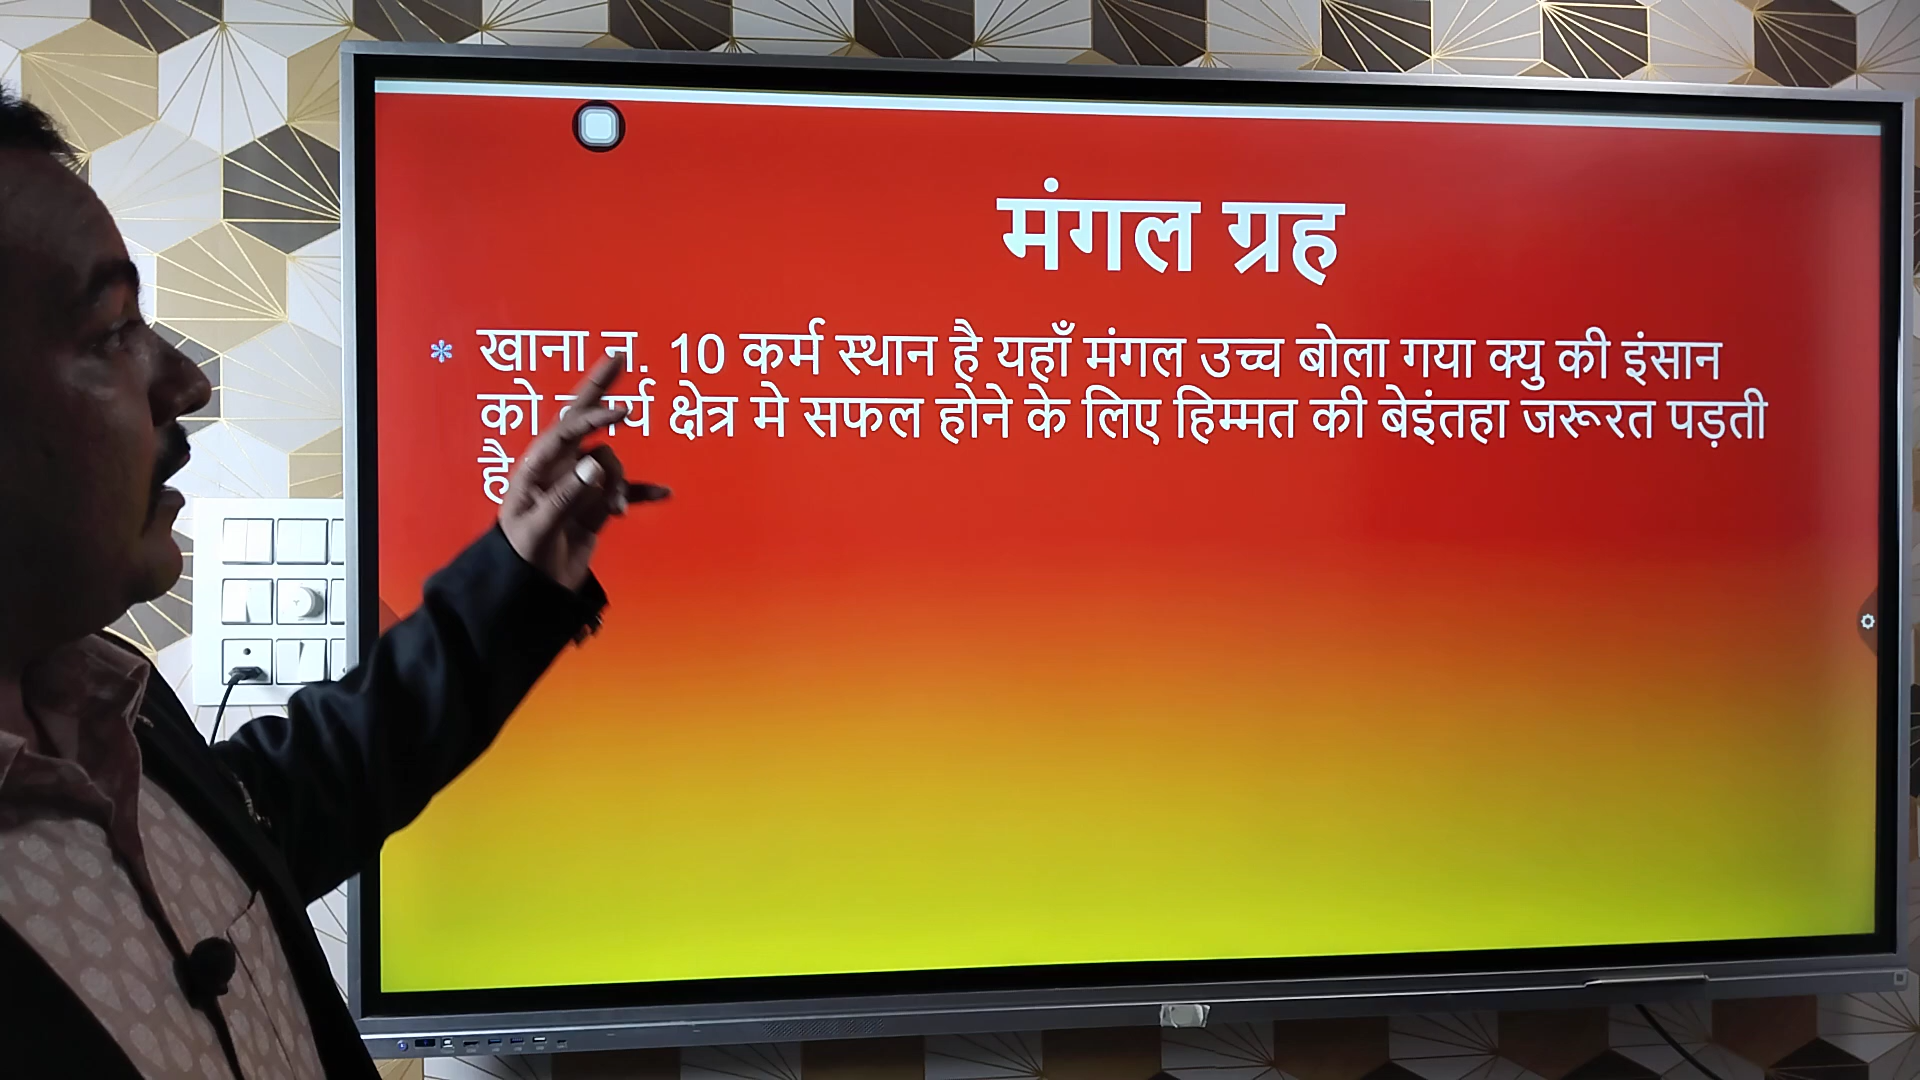 मंगल ग्रह
खाना न. 10 कर्म स्थान है यहाँ मंगल उच्च बोला गया क्यु की इंसान
को क्षेत्र मे सफल होने के लिए हिम्मत की बेइंतहा जरूरत पड़ती
है